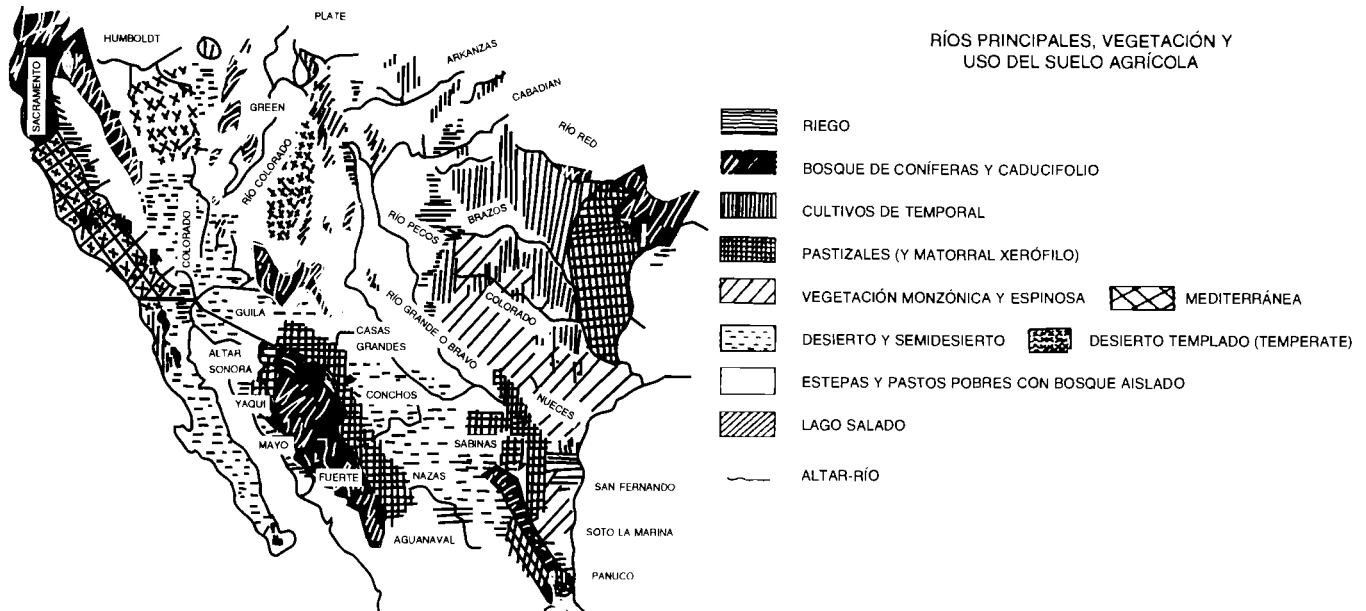 RÍOS PRINCIPALES, VEGETACIÓN Y
USO DEL SUELO AGRÍCOLA
PLATE
HUMBOLDT
ARKANZAS
SACRAMENTO
CABADIAN
GREEN
RÍO RED
RÍO COLORADO
BRAZOS
RÍO PECOS
COLORADO
COLORADO
GUILA
RÍO GRANDE O BRAVO
CASAS
GRANDES
ALTAR
SONORA
YAQUI
CONCHOS
NUECES
MAYO
SABINAS
FUERTE
NAZAS
SAN FERNANDO
SOTO LA MARINA
AGUANAVAL
PANUCO
RIEGO
BOSQUE DE CONÍFERAS Y CADUCIFOLIO
CULTIVOS DE TEMPORAL
PASTIZALES (Y MATORRAL XERÓFILO)
VEGETACIÓN MONZÓNICA Y ESPINOSA
MEDITERRÁNEA
DESIERTO Y SEMIDESIERTO
DESIERTO TEMPLADO (TEMPERATE)
ESTEPAS Y PASTOS POBRES CON BOSQUE AISLADO
LAGO SALADO
ALTAR-RÍO